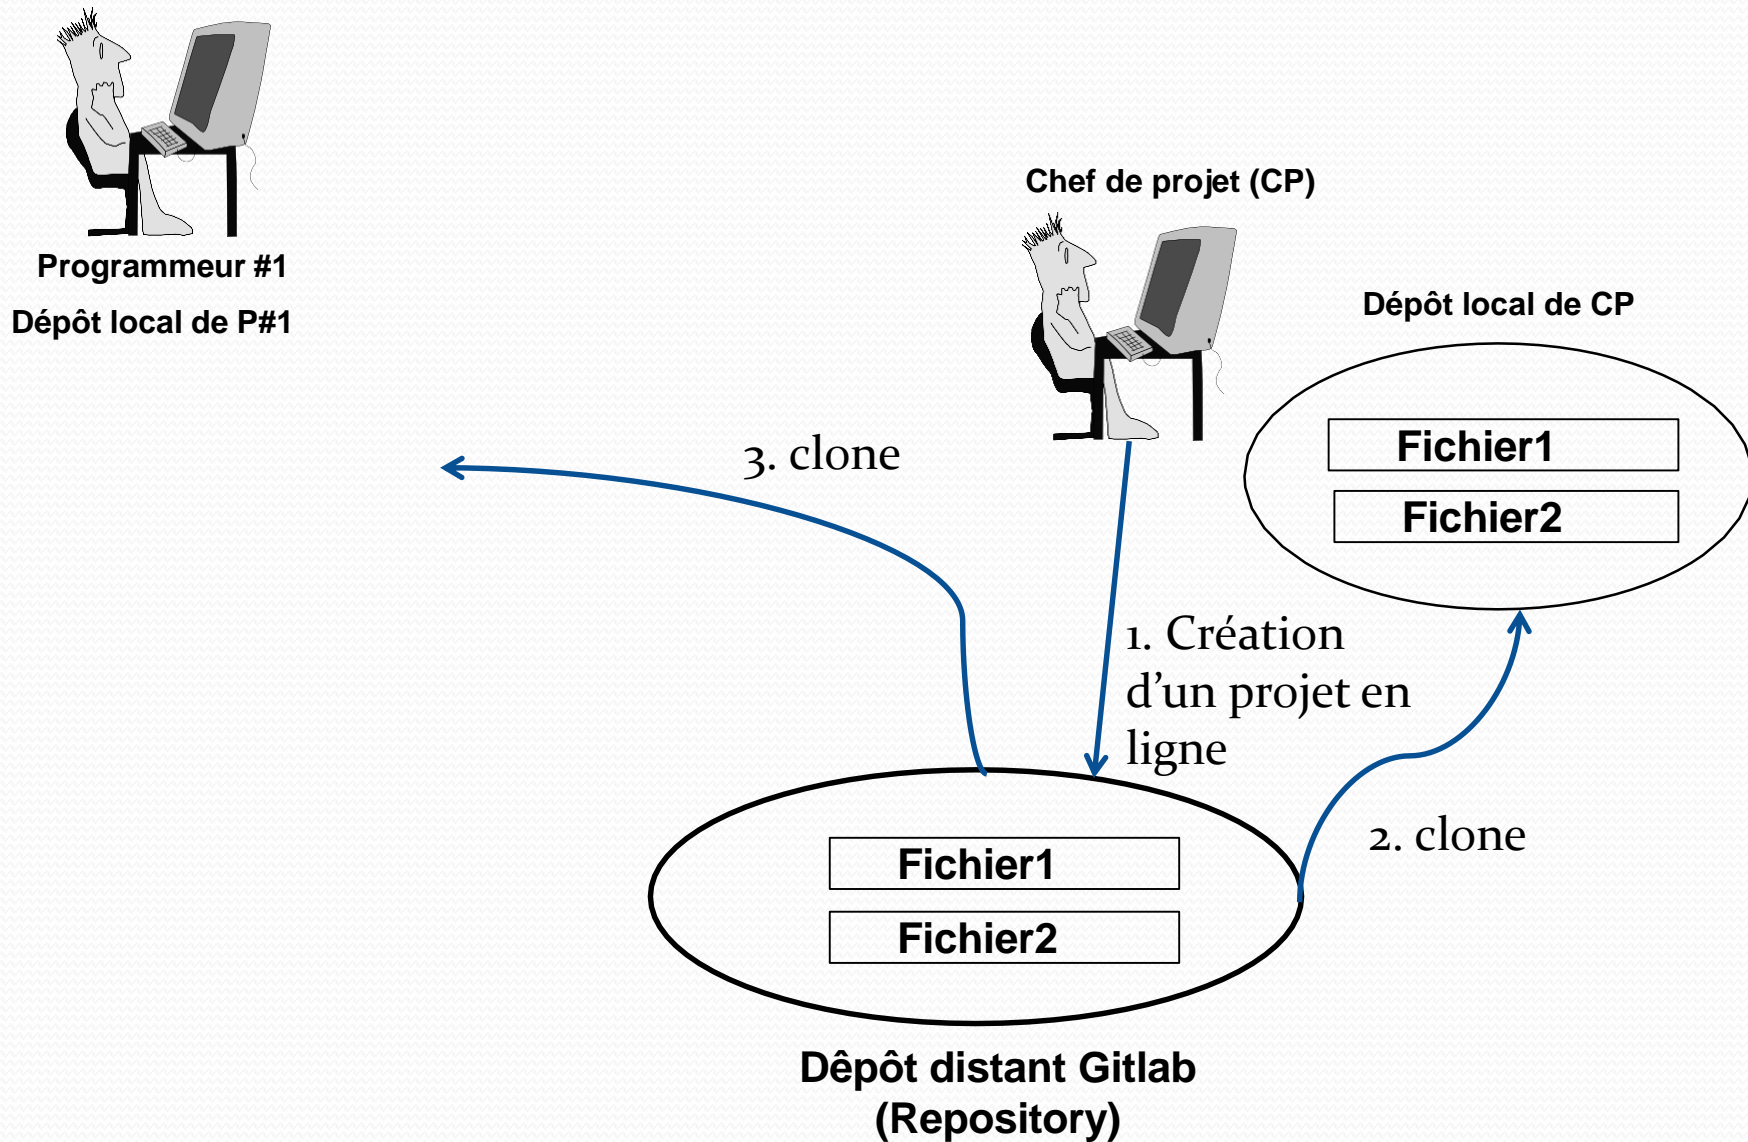 Programmeur #1
Dépôt local de P#1
Chef de projet (CP)
Dépôt local de CP
Fichier1
Fichier2
3. clone
1. Création
d’un projet en
ligne
2. clone
Fichier1
Fichier2
Dêpôt distant Gitlab
(Repository)